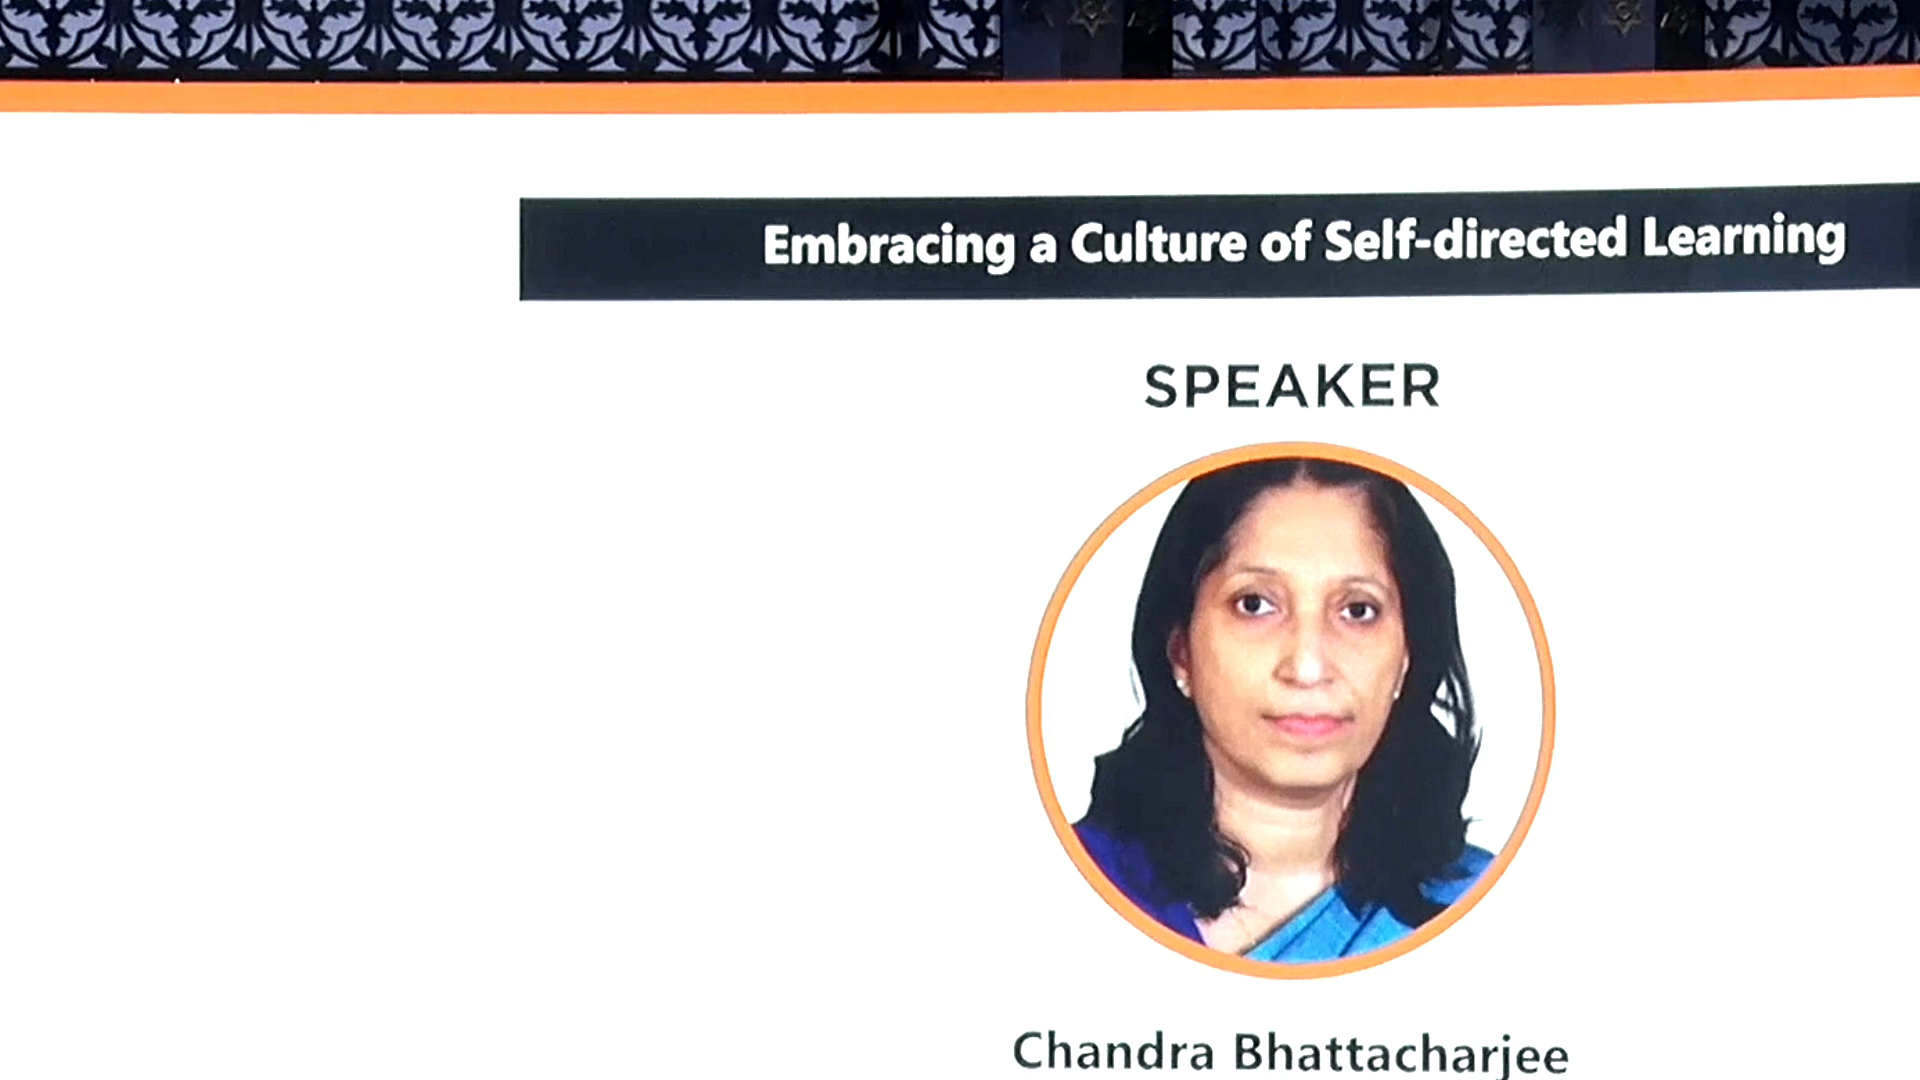 Embracing a Culture of Self-directed Learning
SPEAKER
Chandra Bhattacharjee